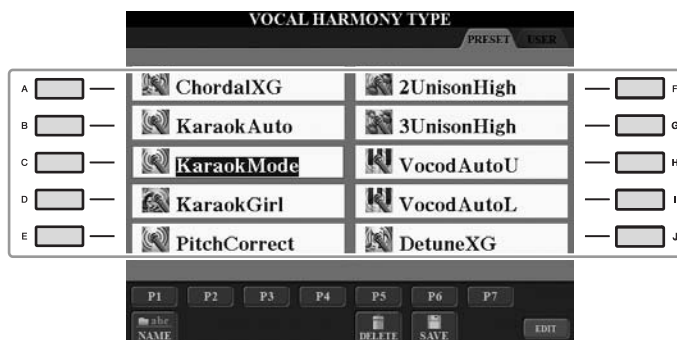 VOCAL HARMONY TYPE
PRESET USER
A ChordalXG 2UnisonHigh F
B KaraokAuto 3UnisonHigh G
C KaraokMode VocodAutoU H
D KaraokGirl VocodAutoL I
E PitchCorrect DetuneXG J
P1 P2 P3 P4 P5 P6 P7
abc
NAME DELETE SAVE EDIT